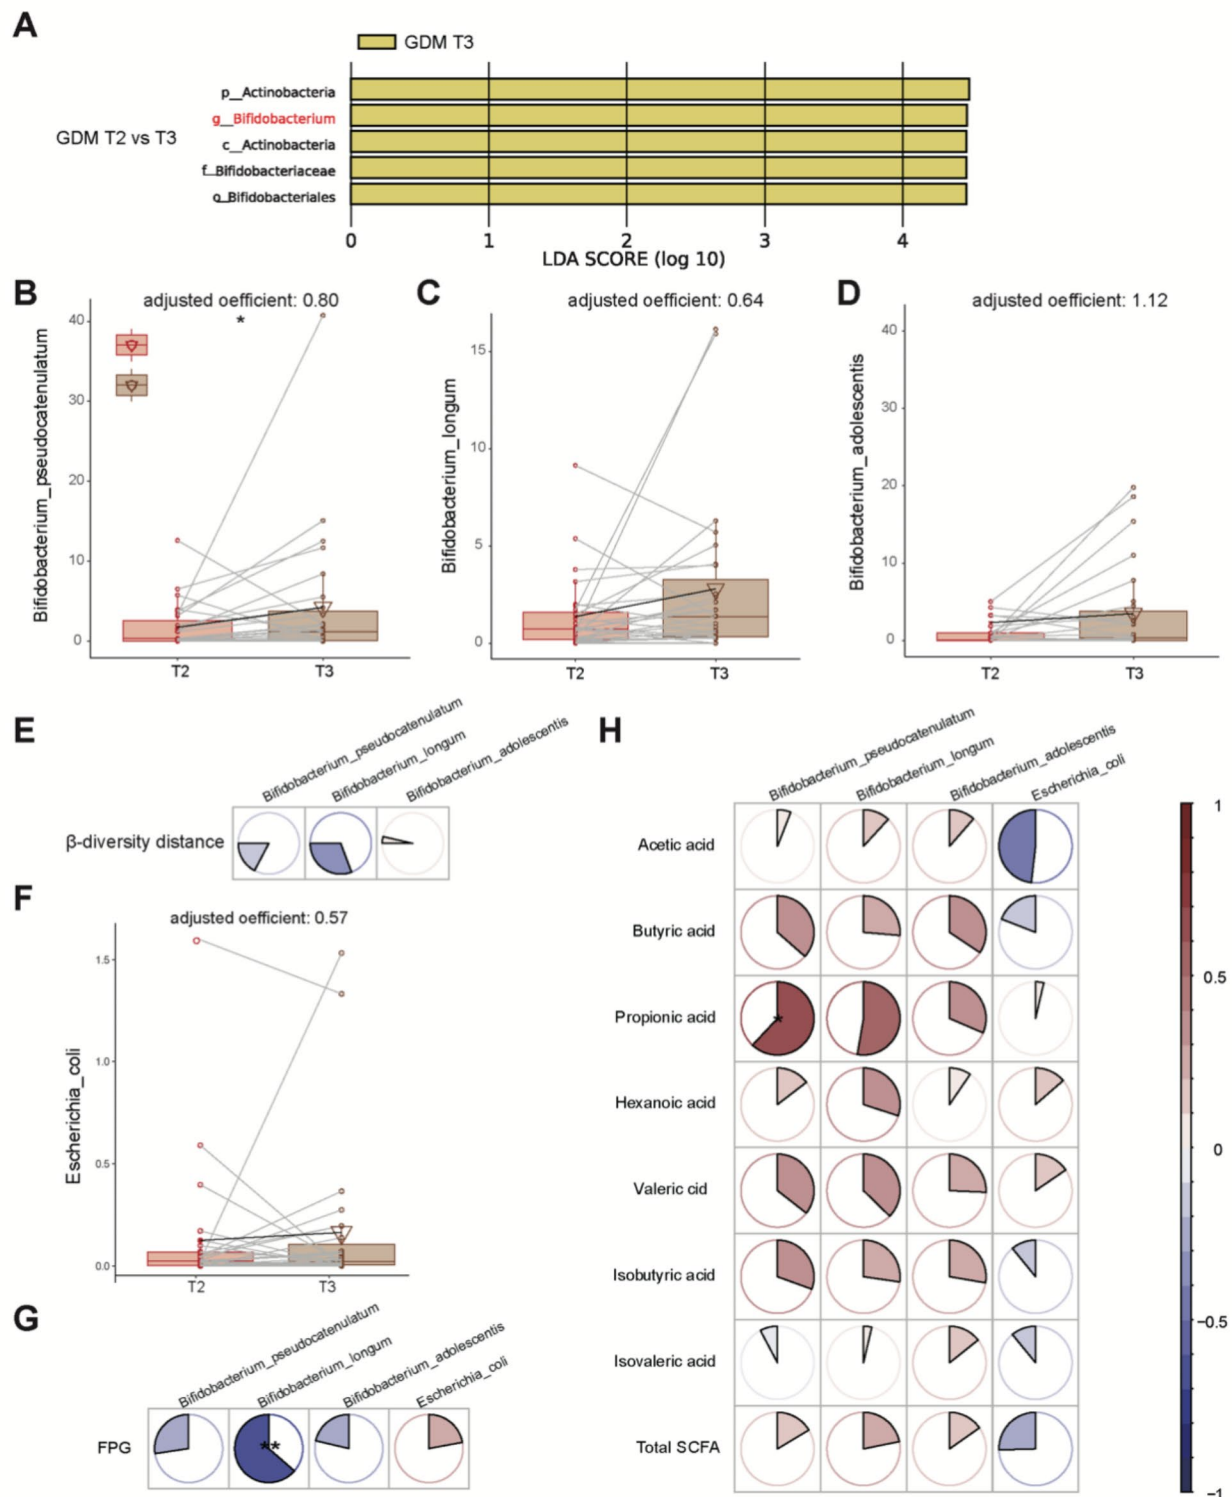 A
GDM T3
p__Actinobacteria
g__Bifidobacterium
GDM T2 vs T3
c__Actinobacteria
f__Bifidobacteriaceae
o__Bifidobacteriales
0 1 2 3 4
LDA SCORE (log 10)
B
adjusted oefficient: 0.80
*
Bifidobacterium_pseudocatenulatum
40
30
20
10
0
T2 T3
C
adjusted oefficient: 0.64
Bifidobacterium_longum
15
10
5
0
T2 T3
D
adjusted oefficient: 1.12
Bifidobacterium_adolescentis
40
30
20
10
0
T2 T3
E
Bifidobacterium_pseudocatenulatum
Bifidobacterium_longum
Bifidobacterium_adolescentis
β-diversity distance
F
adjusted oefficient: 0.57
Escherichia_coli
1.5
1.0
0.5
0.0
T2 T3
G
Bifidobacterium_pseudocatenulatum
Bifidobacterium_longum
Bifidobacterium_adolescentis
Escherichia_coli
FPG
**
H
Bifidobacterium_pseudocatenulatum
Bifidobacterium_longum
Bifidobacterium_adolescentis
Escherichia_coli
Acetic acid
Butyric acid
Propionic acid
*
Hexanoic acid
Valeric cid
Isobutyric acid
Isovaleric acid
Total SCFA
1
0.5
0
−0.5
−1